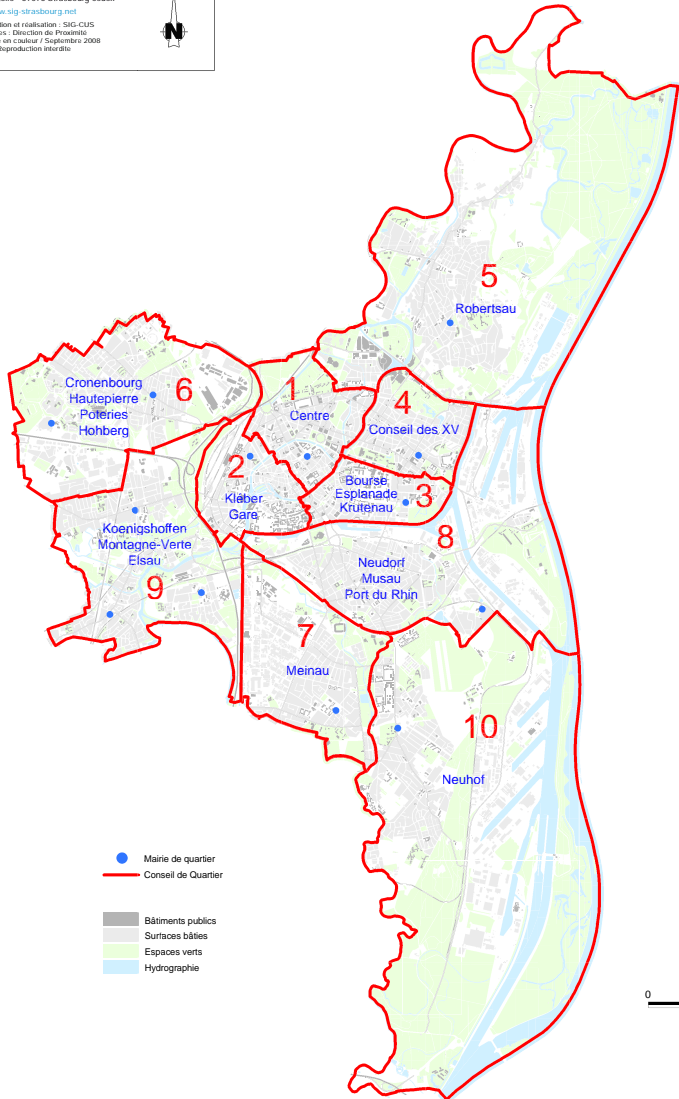 www.sig-strasbourg.net
et réalisation : SIG-CUS
: Direction de Proximité
en couleur / Septembre 2008
Reproduction interdite
N
5
Robertsau
Cronenbourg
Hautepierre
Poteries
Hohberg
6
1
Centre
4
Conseil des XV
2
Kléber
Gare
Bourse
Esplanade
Krutenau
3
8
Neudorf
Musau
Port du Rhin
Koenigshoffen
Montagne-Verte
Elsau
9
7
Meinau
10
Neuhof
Mairie de quartier
Conseil de Quartier
Bâtiments publics
Surfaces bâties
Espaces verts
Hydrographie
0